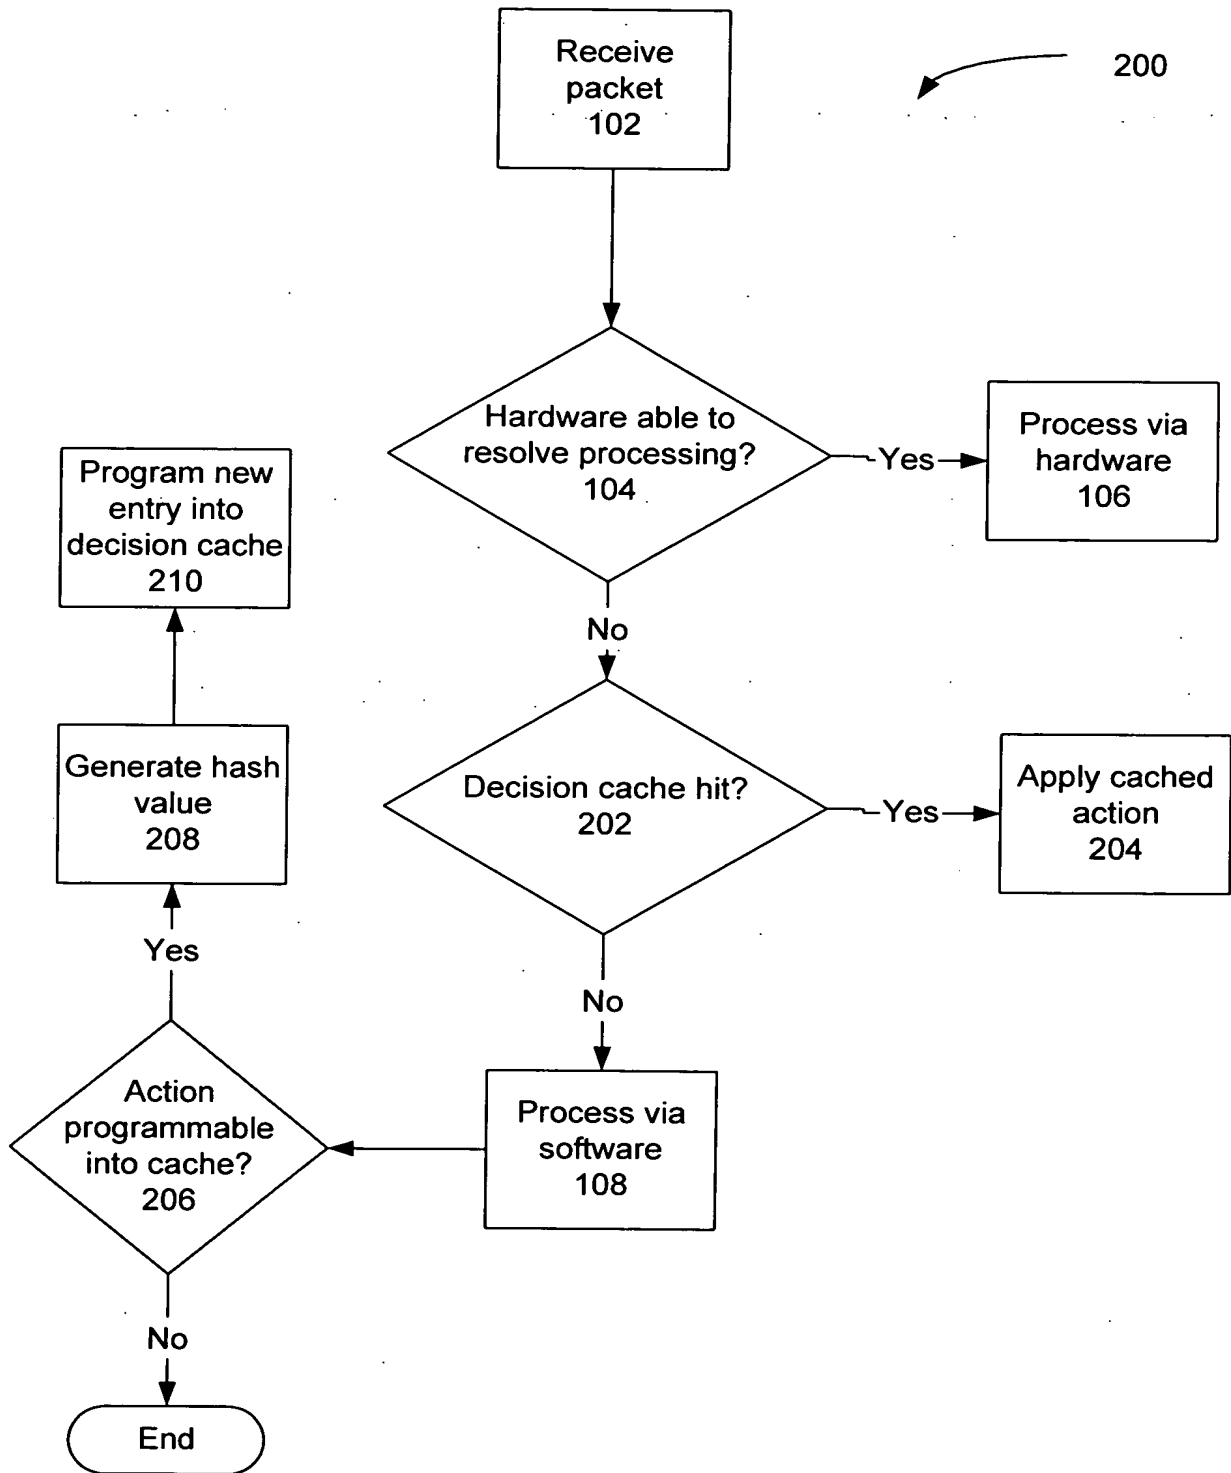 Receive
packet
102
200
Hardware able to
resolve processing?
104
Yes
Process via
hardware
106
No
Decision cache hit?
202
Yes
Apply cached
action
204
No
Process via
software
108
Action
programmable
into cache?
206
Yes
Generate hash
value
208
Program new
entry into
decision cache
210
No
End